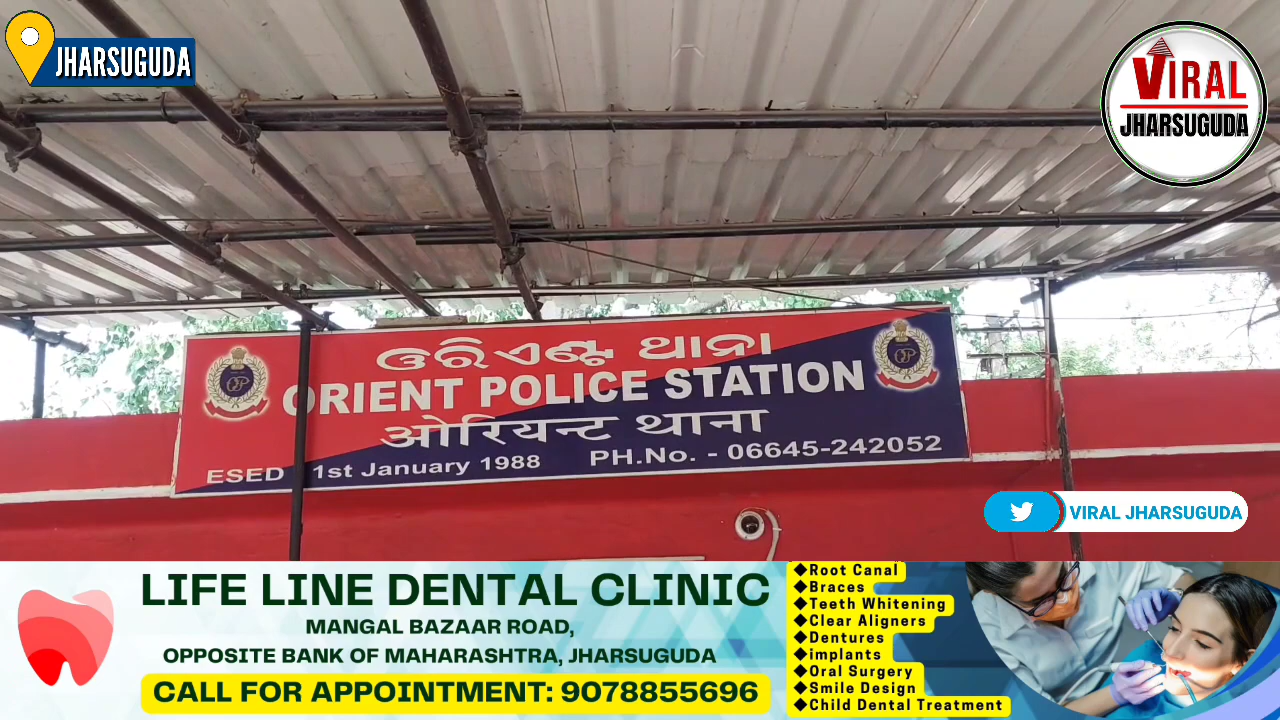 JHARSUGUDA
VIRAL
JHARSUGUDA
ଓରିଏଣ୍ଟ ଥାନା
ORIENT POLICE STATION
ओरियन्ट थाना
ESED 1st January 1988 PH.No. - 06645-242052
VIRAL JHARSUGUDA
LIFE LINE DENTAL CLINIC
MANGAL BAZAAR ROAD,
OPPOSITE BANK OF MAHARASHTRA, JHARSUGUDA
CALL FOR APPOINTMENT: 9078855696
◆Root Canal
◆Braces
◆Teeth Whitening
◆Clear Aligners
◆Dentures
◆implants
◆Oral Surgery
◆Smile Design
◆Child Dental Treatment